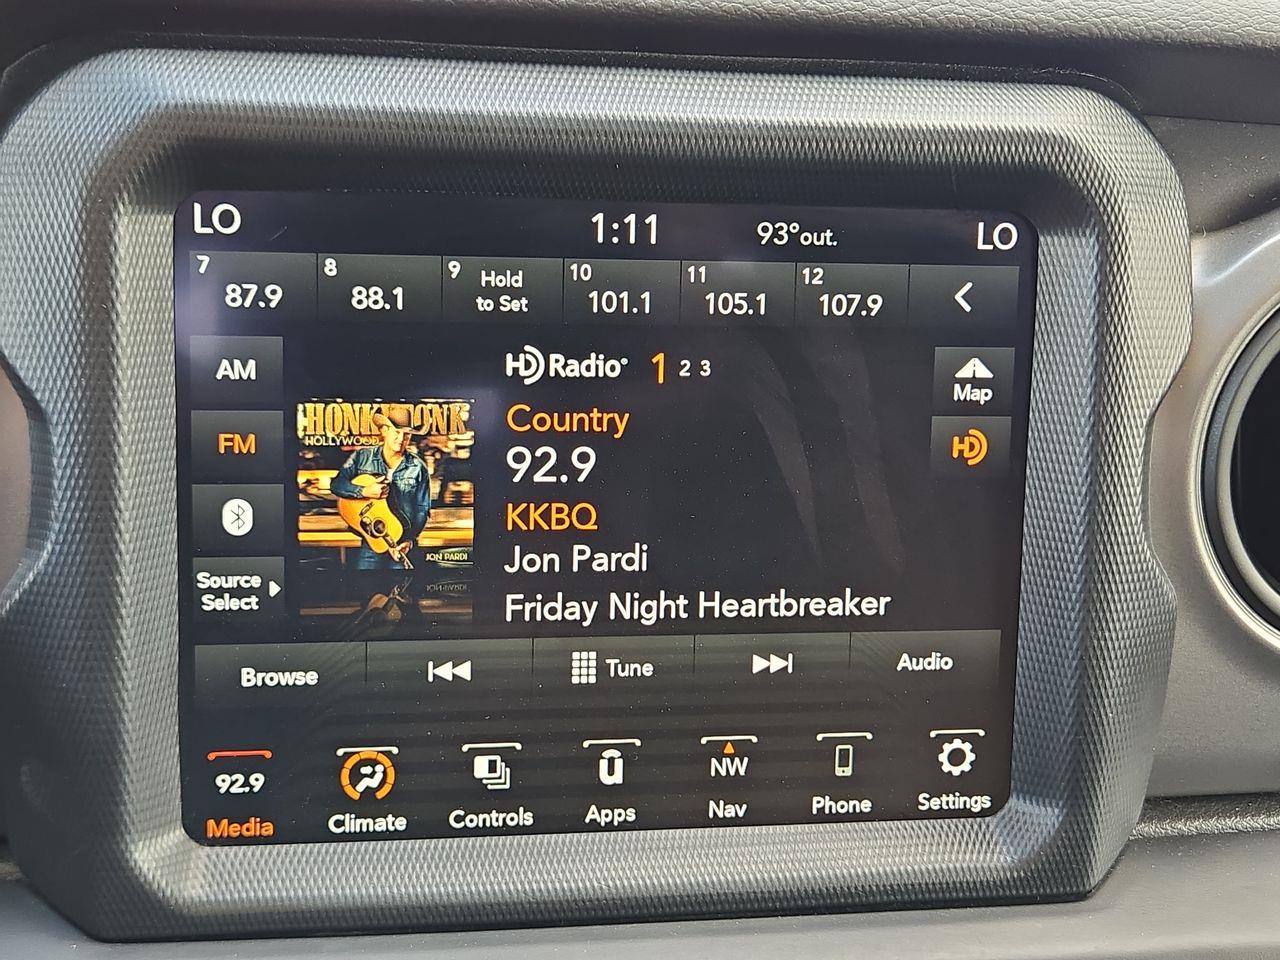 LO
1:11
93°out.
LO
7
87.9
8
88.1
9
Hold
to Set
10
101.1
11
105.1
12
107.9
AM
HD Radio®
1 2 3
Map
FM
HONKYTONK
HOLLYWOOD
JON PARDI
Country
92.9
KKBQ
Jon Pardi
Friday Night Heartbreaker
HD
Source
Select
Browse
Tune
Audio
92.9
Media
Climate
Controls
Apps
NW
Nav
Phone
Settings